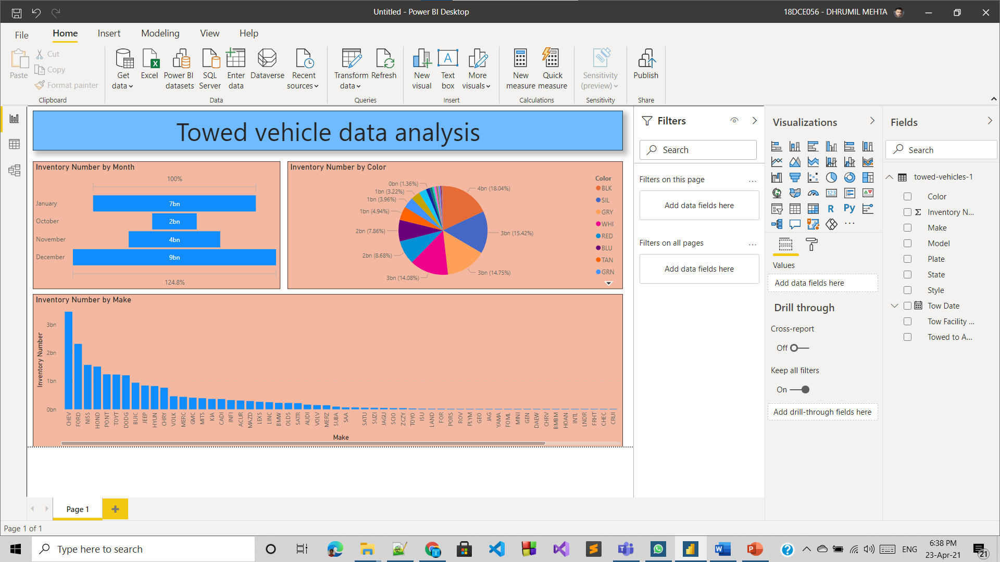 Untitled - Power BI Desktop
18DCE056 - DHRUMIL MEHTA
File
Home
Insert
Modeling
View
Help
Paste
Cut
Copy
Format painter
Clipboard
Get data
Excel
Power BI datasets
SQL Server
Enter data
Dataverse
Recent sources
Data
Transform data
Refresh
Queries
New visual
Text box
More visuals
Insert
New measure
Quick measure
Calculations
Sensitivity (preview)
Sensitivity
Publish
Share
Towed vehicle data analysis
Inventory Number by Month
100%
January
7bn
October
2bn
November
4bn
December
9bn
124.8%
Inventory Number by Color
0bn (1.36%)
1bn (3.22%)
1bn (3.96%)
1bn (4.94%)
2bn (7.86%)
2bn (8.68%)
3bn (14.08%)
4bn (18.04%)
3bn (15.42%)
3bn (14.75%)
Color
BLK
SIL
GRY
WHI
RED
BLU
TAN
GRN
Inventory Number by Make
Inventory Number
3bn
2bn
1bn
0bn
CHEV
FORD
NISS
HOND
PONT
TOYT
DODG
BUIC
JEEP
HYUN
CHRY
VOLK
MERC
GMC
MITS
KIA
CADI
INFI
ACUR
MAZD
LEXS
LINC
BMW
OLDS
SATR
AUDI
VOLV
MERZ
SUBA
SAA
SATU
SUZI
JAGU
SCIO
ZCZY
TOYO
ISU
LAND
FOR
PORS
ROV
PLYM
GEO
JAG
YAMA
FOML
MINI
GEN
DAEW
CHRV
BMBM
HOAN
INTL
LNDR
FRHT
CHEC
CRUI
Make
Filters
Search
Filters on this page
...
Add data fields here
Filters on all pages
...
Add data fields here
Visualizations
123
R
Py
...
Values
Add data fields here
Drill through
Cross-report
Off
Keep all filters
On
Add drill-through fields here
Fields
Search
towed-vehicles-1
Color
Σ Inventory N...
Make
Model
Plate
State
Style
Tow Date
Tow Facility ...
Towed to A...
Page 1
+
Page 1 of 1
Type here to search
ENG
6:38 PM
23-Apr-21
21